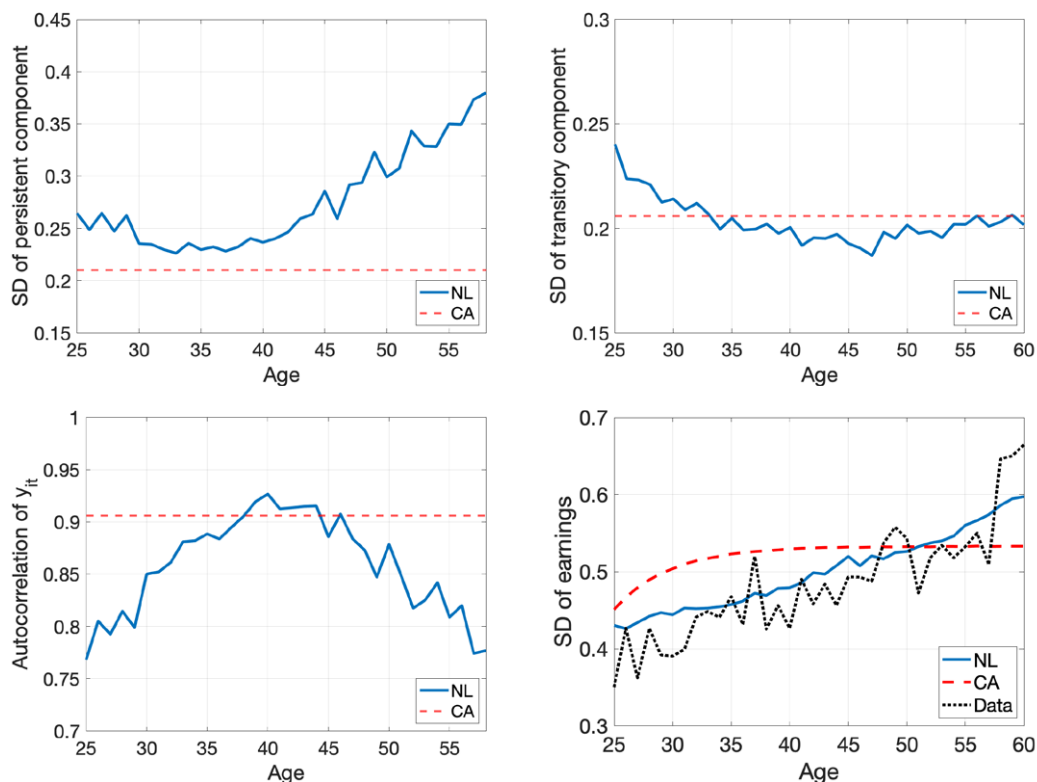 SD of persistent component
0.45
0.4
0.35
0.3
0.25
0.2
0.15
25 30 35 40 45 50 55
Age
NL
CA
SD of transitory component
0.3
0.25
0.2
0.15
25 30 35 40 45 50 55 60
Age
NL
CA
Autocorrelation of y_it
1
0.95
0.9
0.85
0.8
0.75
0.7
25 30 35 40 45 50 55
Age
NL
CA
SD of earnings
0.7
0.6
0.5
0.4
0.3
25 30 35 40 45 50 55 60
Age
NL
CA
Data